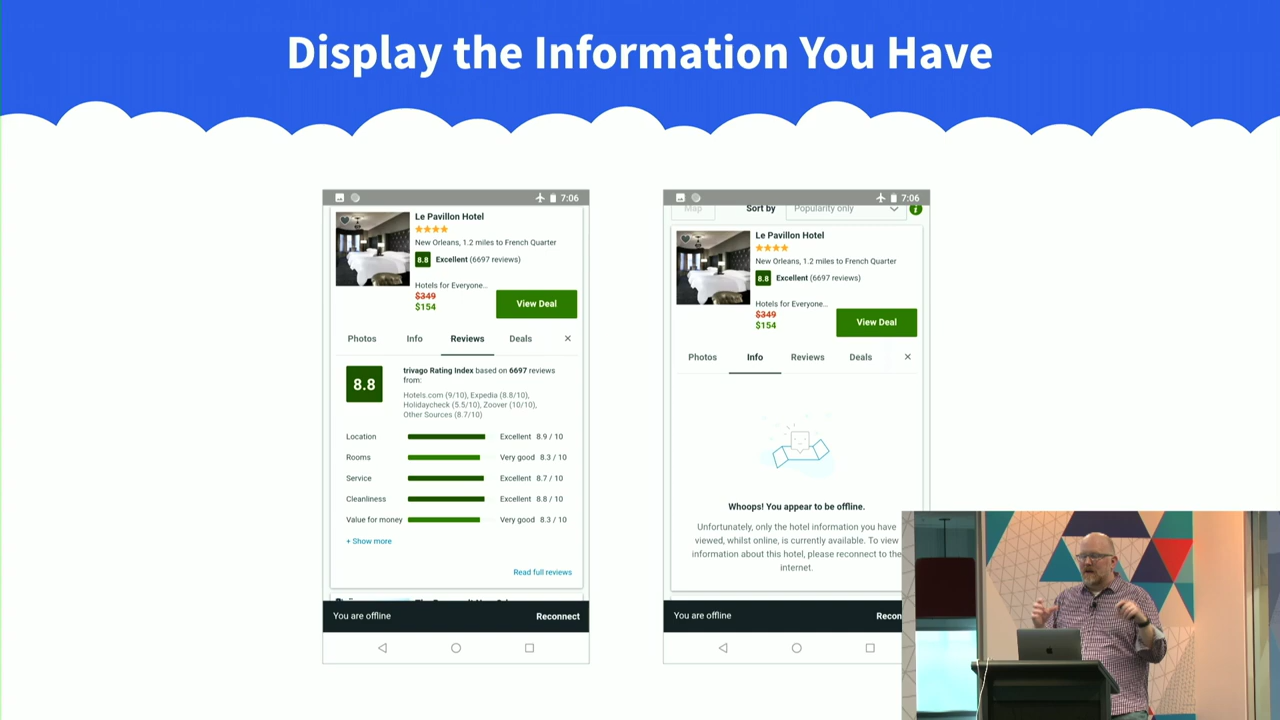 Display the Information You Have
7:06
Le Pavillon Hotel
New Orleans, 1.2 miles to French Quarter
8.8 Excellent (6697 reviews)
Hotels for Everyone..
$349
$154
View Deal
Photos Info Reviews Deals ×
8.8
trivago Rating Index based on 6697 reviews
from:
Hotels.com (9/10), Expedia (8.8/10),
Holidaycheck (5.5/10), Zoover (10/10),
Other Sources (8.7/10)
Location Excellent 8.9 / 10
Rooms Very good 8.3 / 10
Service Excellent 8.7 / 10
Cleanliness Excellent 8.8 / 10
Value for money Very good 8.3 / 10
+ Show more
Read full reviews
You are offline Reconnect
7:06
Map Sort by Popularity only i
Le Pavillon Hotel
New Orleans, 1.2 miles to French Quarter
8.8 Excellent (6697 reviews)
Hotels for Everyone..
$349
$154
View Deal
Photos Info Reviews Deals ×
Whoops! You appear to be offline.
Unfortunately, only the hotel information you have
viewed, whilst online, is currently available. To view
information about this hotel, please reconnect to the
internet.
You are offline Recon